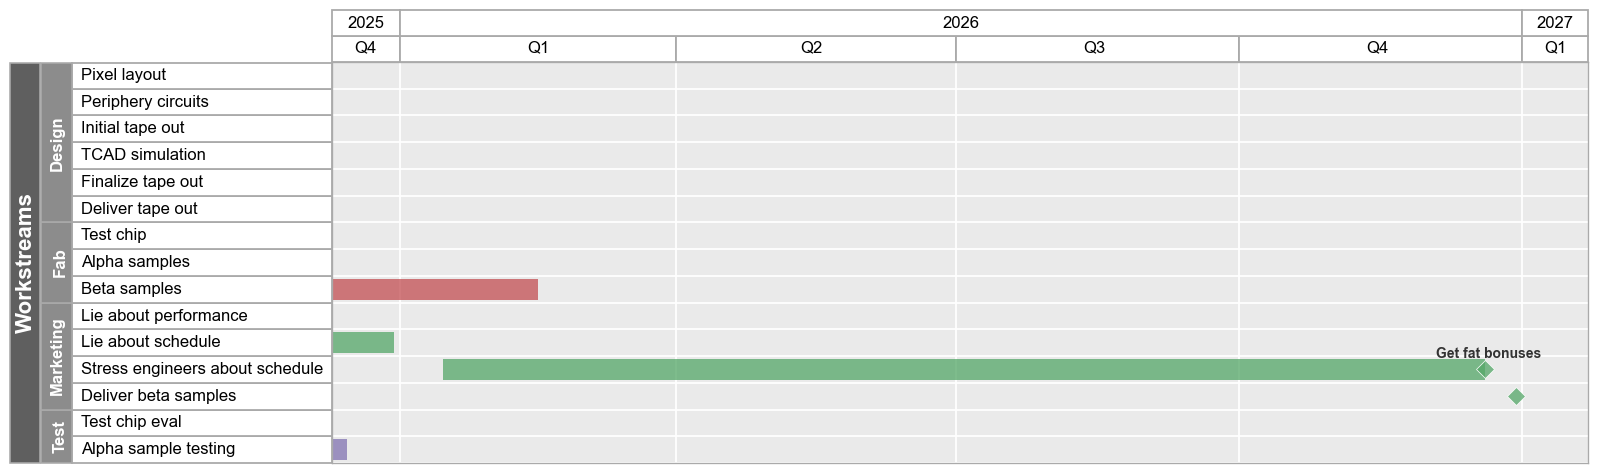 2025 2026 2027
Q4 Q1 Q2 Q3 Q4 Q1
Workstreams
Design
Pixel layout
Periphery circuits
Initial tape out
TCAD simulation
Finalize tape out
Deliver tape out
Fab
Test chip
Alpha samples
Beta samples
Marketing
Lie about performance
Lie about schedule
Stress engineers about schedule
Get fat bonuses
Deliver beta samples
Test
Test chip eval
Alpha sample testing